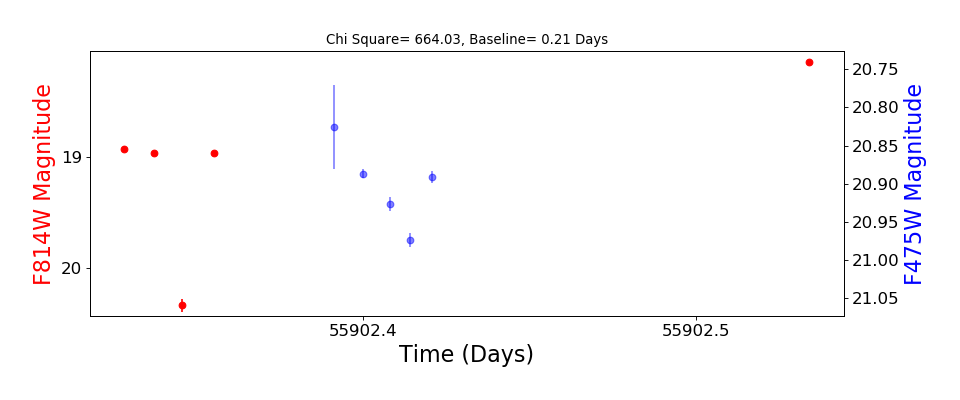 Chi Square= 664.03, Baseline= 0.21 Days
F814W Magnitude
19
20
20.75
20.80
20.85
20.90
20.95
21.00
21.05
F475W Magnitude
55902.4
55902.5
Time (Days)